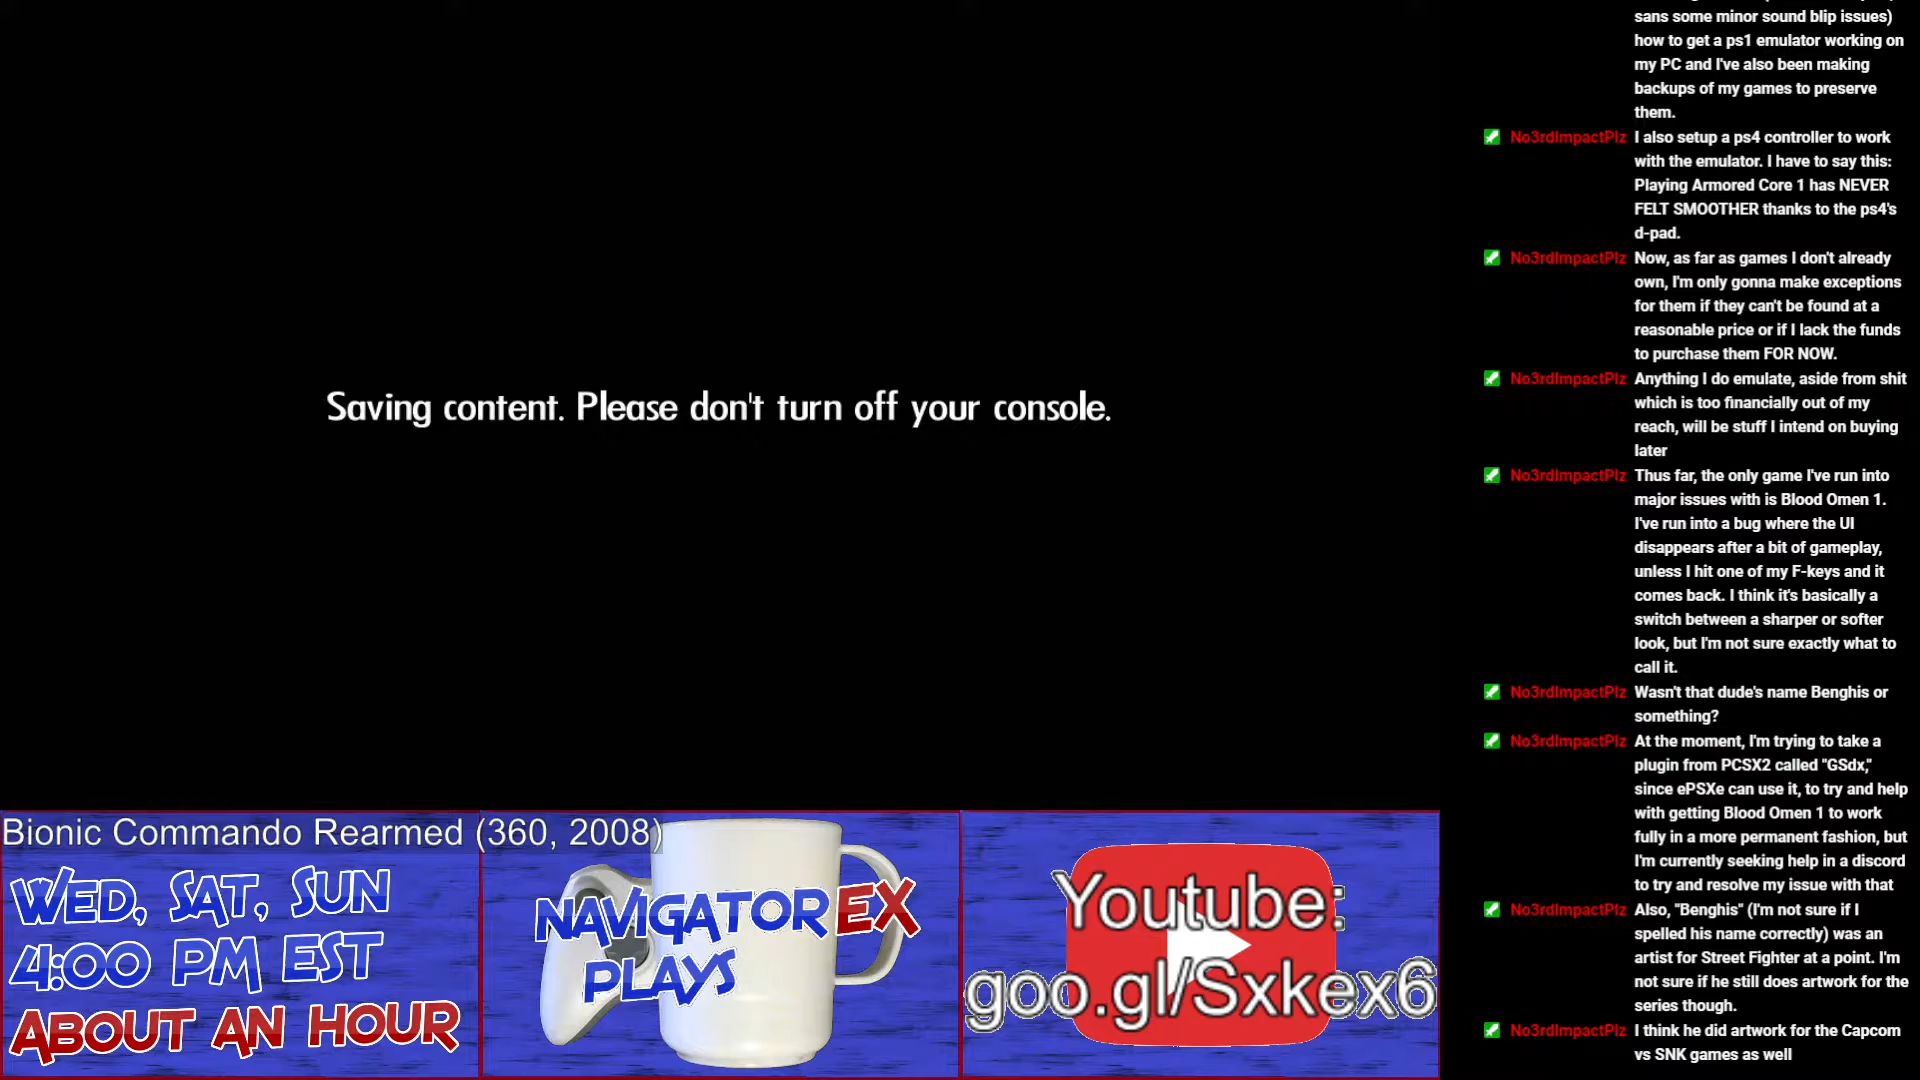 Saving content. Please don't turn off your console.
Bionic Commando Rearmed (360, 2008)
WED, SAT, SUN
4:00 PM EST
ABOUT AN HOUR
NAVIGATOREX
PLAYS
Youtube:
goo.gl/Sxkex6
sans some minor sound blip issues)
how to get a ps1 emulator working on
my PC and I've also been making
backups of my games to preserve
them.
No3rdImpactPlz I also setup a ps4 controller to work
with the emulator. I have to say this:
Playing Armored Core 1 has NEVER
FELT SMOOTHER thanks to the ps4's
d-pad.
No3rdImpactPlz Now, as far as games I don't already
own, I'm only gonna make exceptions
for them if they can't be found at a
reasonable price or if I lack the funds
to purchase them FOR NOW.
No3rdImpactPlz Anything I do emulate, aside from shit
which is too financially out of my
reach, will be stuff I intend on buying
later
No3rdImpactPlz Thus far, the only game I've run into
major issues with is Blood Omen 1.
I've run into a bug where the UI
disappears after a bit of gameplay,
unless I hit one of my F-keys and it
comes back. I think it's basically a
switch between a sharper or softer
look, but I'm not sure exactly what to
call it.
No3rdImpactPlz Wasn't that dude's name Benghis or
something?
No3rdImpactPlz At the moment, I'm trying to take a
plugin from PCSX2 called "GSdx,"
since ePSXe can use it, to try and help
with getting Blood Omen 1 to work
fully in a more permanent fashion, but
I'm currently seeking help in a discord
to try and resolve my issue with that
No3rdImpactPlz Also, "Benghis" (I'm not sure if I
spelled his name correctly) was an
artist for Street Fighter at a point. I'm
not sure if he still does artwork for the
series though.
No3rdImpactPlz I think he did artwork for the Capcom
vs SNK games as well